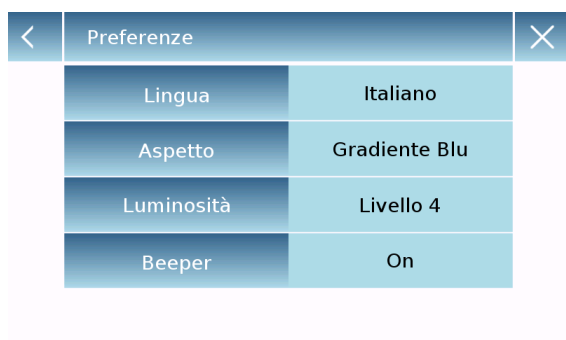 Preferenze
Lingua Italiano
Aspetto Gradiente Blu
Luminosità Livello 4
Beeper On